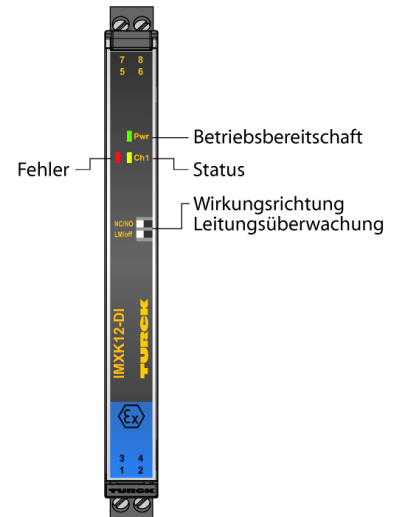 7 8
5 6
Pwr
Betriebsbereitschaft
Fehler
Ch1
Status
NC/NO
Wirkungsrichtung
LM/off
Leitungsüberwachung
IMXK12-DI
TURCK
Ex
3 4
1 2
TURCK